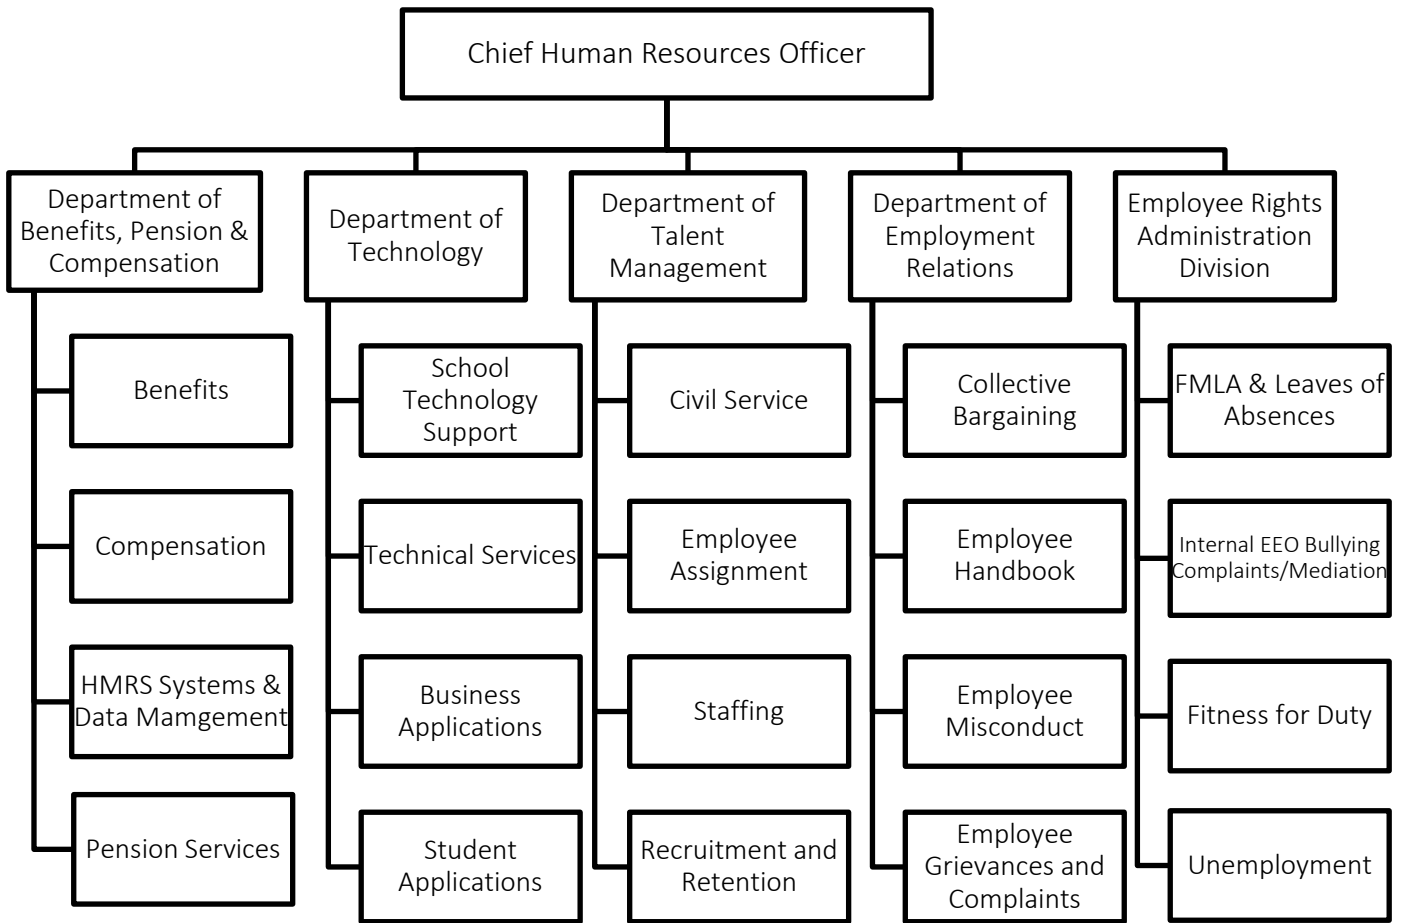 Chief Human Resources Officer
Department of
Benefits, Pension &
Compensation
Benefits
Compensation
HMRS Systems &
Data Mamgement
Pension Services
Department of
Technology
School
Technology
Support
Technical Services
Business
Applications
Student
Applications
Department of
Talent
Management
Civil Service
Employee
Assignment
Staffing
Recruitment and
Retention
Department of
Employment
Relations
Collective
Bargaining
Employee
Handbook
Employee
Misconduct
Employee
Grievances and
Complaints
Employee Rights
Administration
Division
FMLA & Leaves of
Absences
Internal EEO Bullying
Complaints/Mediation
Fitness for Duty
Unemployment